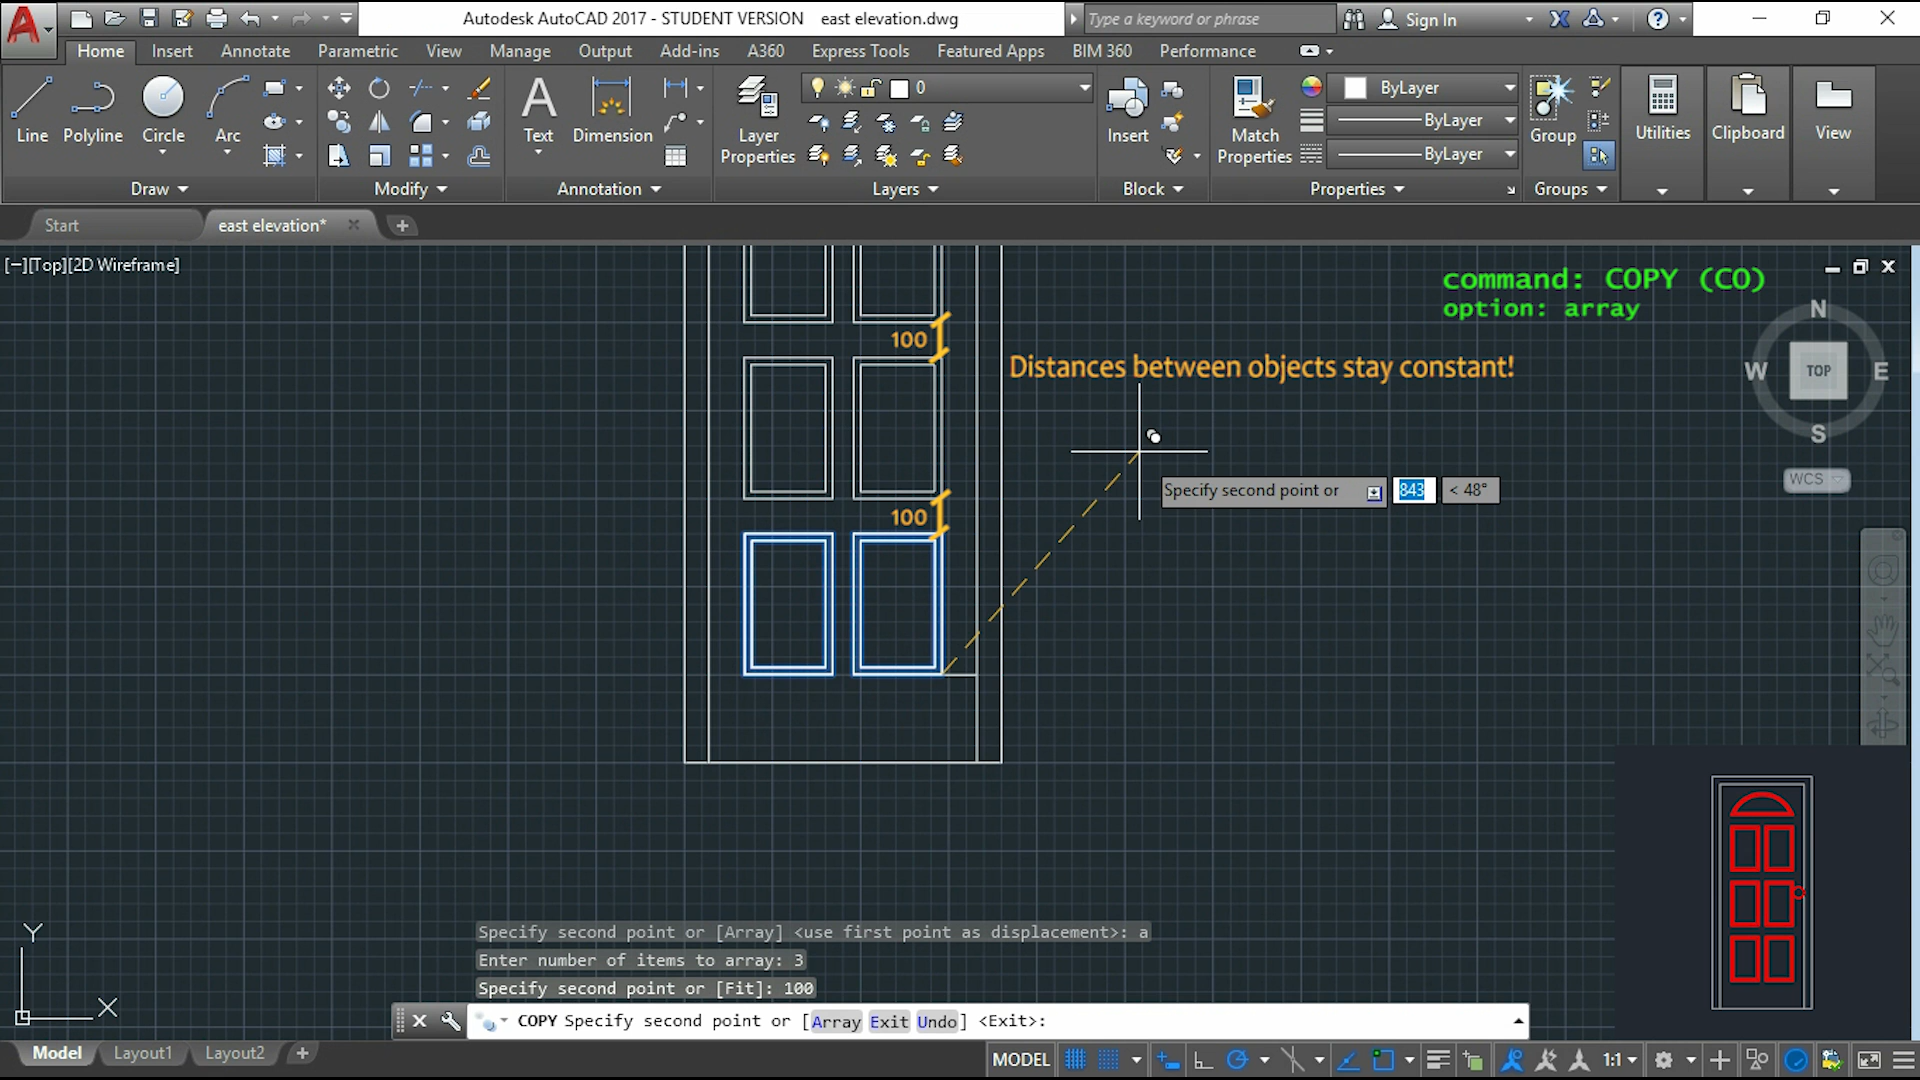 Autodesk AutoCAD 2017 - STUDENT VERSION east elevation.dwg
Type a keyword or phrase
Sign In
Home Insert Annotate Parametric View Manage Output Add-ins A360 Express Tools Featured Apps BIM 360 Performance
0
ByLayer
Line Polyline Circle Arc
Text Dimension
Layer Properties
Insert
Match Properties
ByLayer
ByLayer
Group
Utilities
Clipboard
View
Draw Modify Annotation Layers Block Properties Groups
Start east elevation*
[−][Top][2D Wireframe]
command: COPY (CO)
option: array
N
100
Distances between objects stay constant!
W TOP E
S
WCS
Specify second point or 843 < 48°
100
Y
X
Specify second point or [Array] <use first point as displacement>: a
Enter number of items to array: 3
Specify second point or [Fit]: 100
COPY Specify second point or [Array Exit Undo] <Exit>:
Model Layout1 Layout2
MODEL 1:1